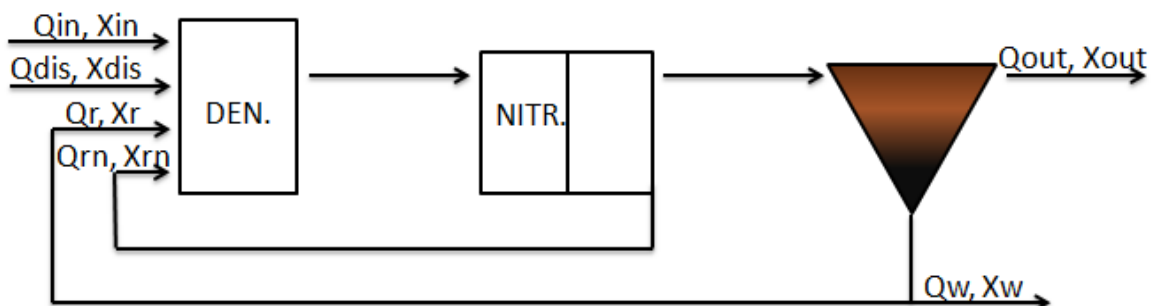 Qin, Xin
Qdis, Xdis
Qr, Xr
Qrn, Xrn
DEN.
NITR.
Qout, Xout
Qw, Xw